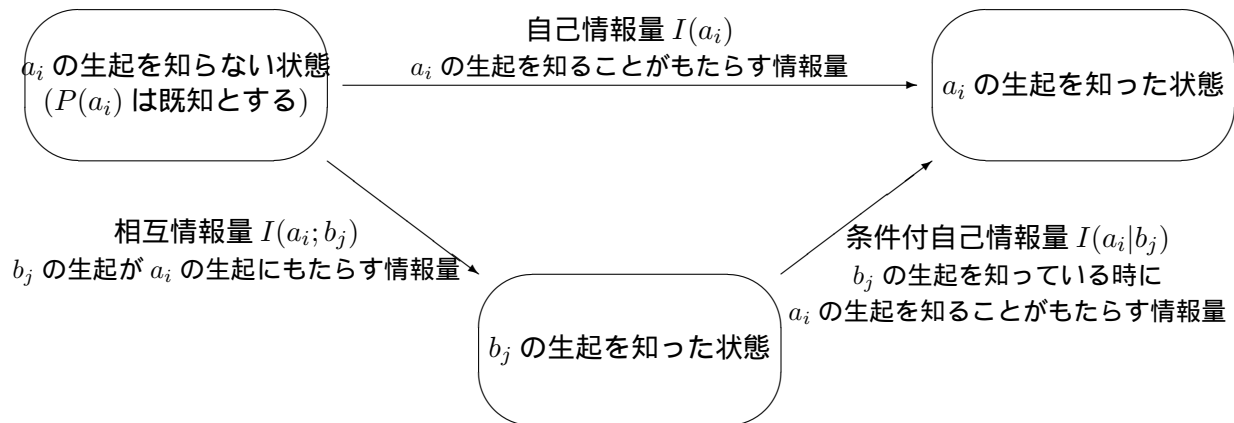 自己情報量 I(a_i)
a_i の生起を知ることがもたらす情報量
a_i の生起を知らない状態
(P(a_i) は既知とする)
a_i の生起を知った状態
相互情報量 I(a_i; b_j)
b_j の生起が a_i の生起にもたらす情報量
条件付自己情報量 I(a_i|b_j)
b_j の生起を知っている時に
a_i の生起を知ることがもたらす情報量
b_j の生起を知った状態